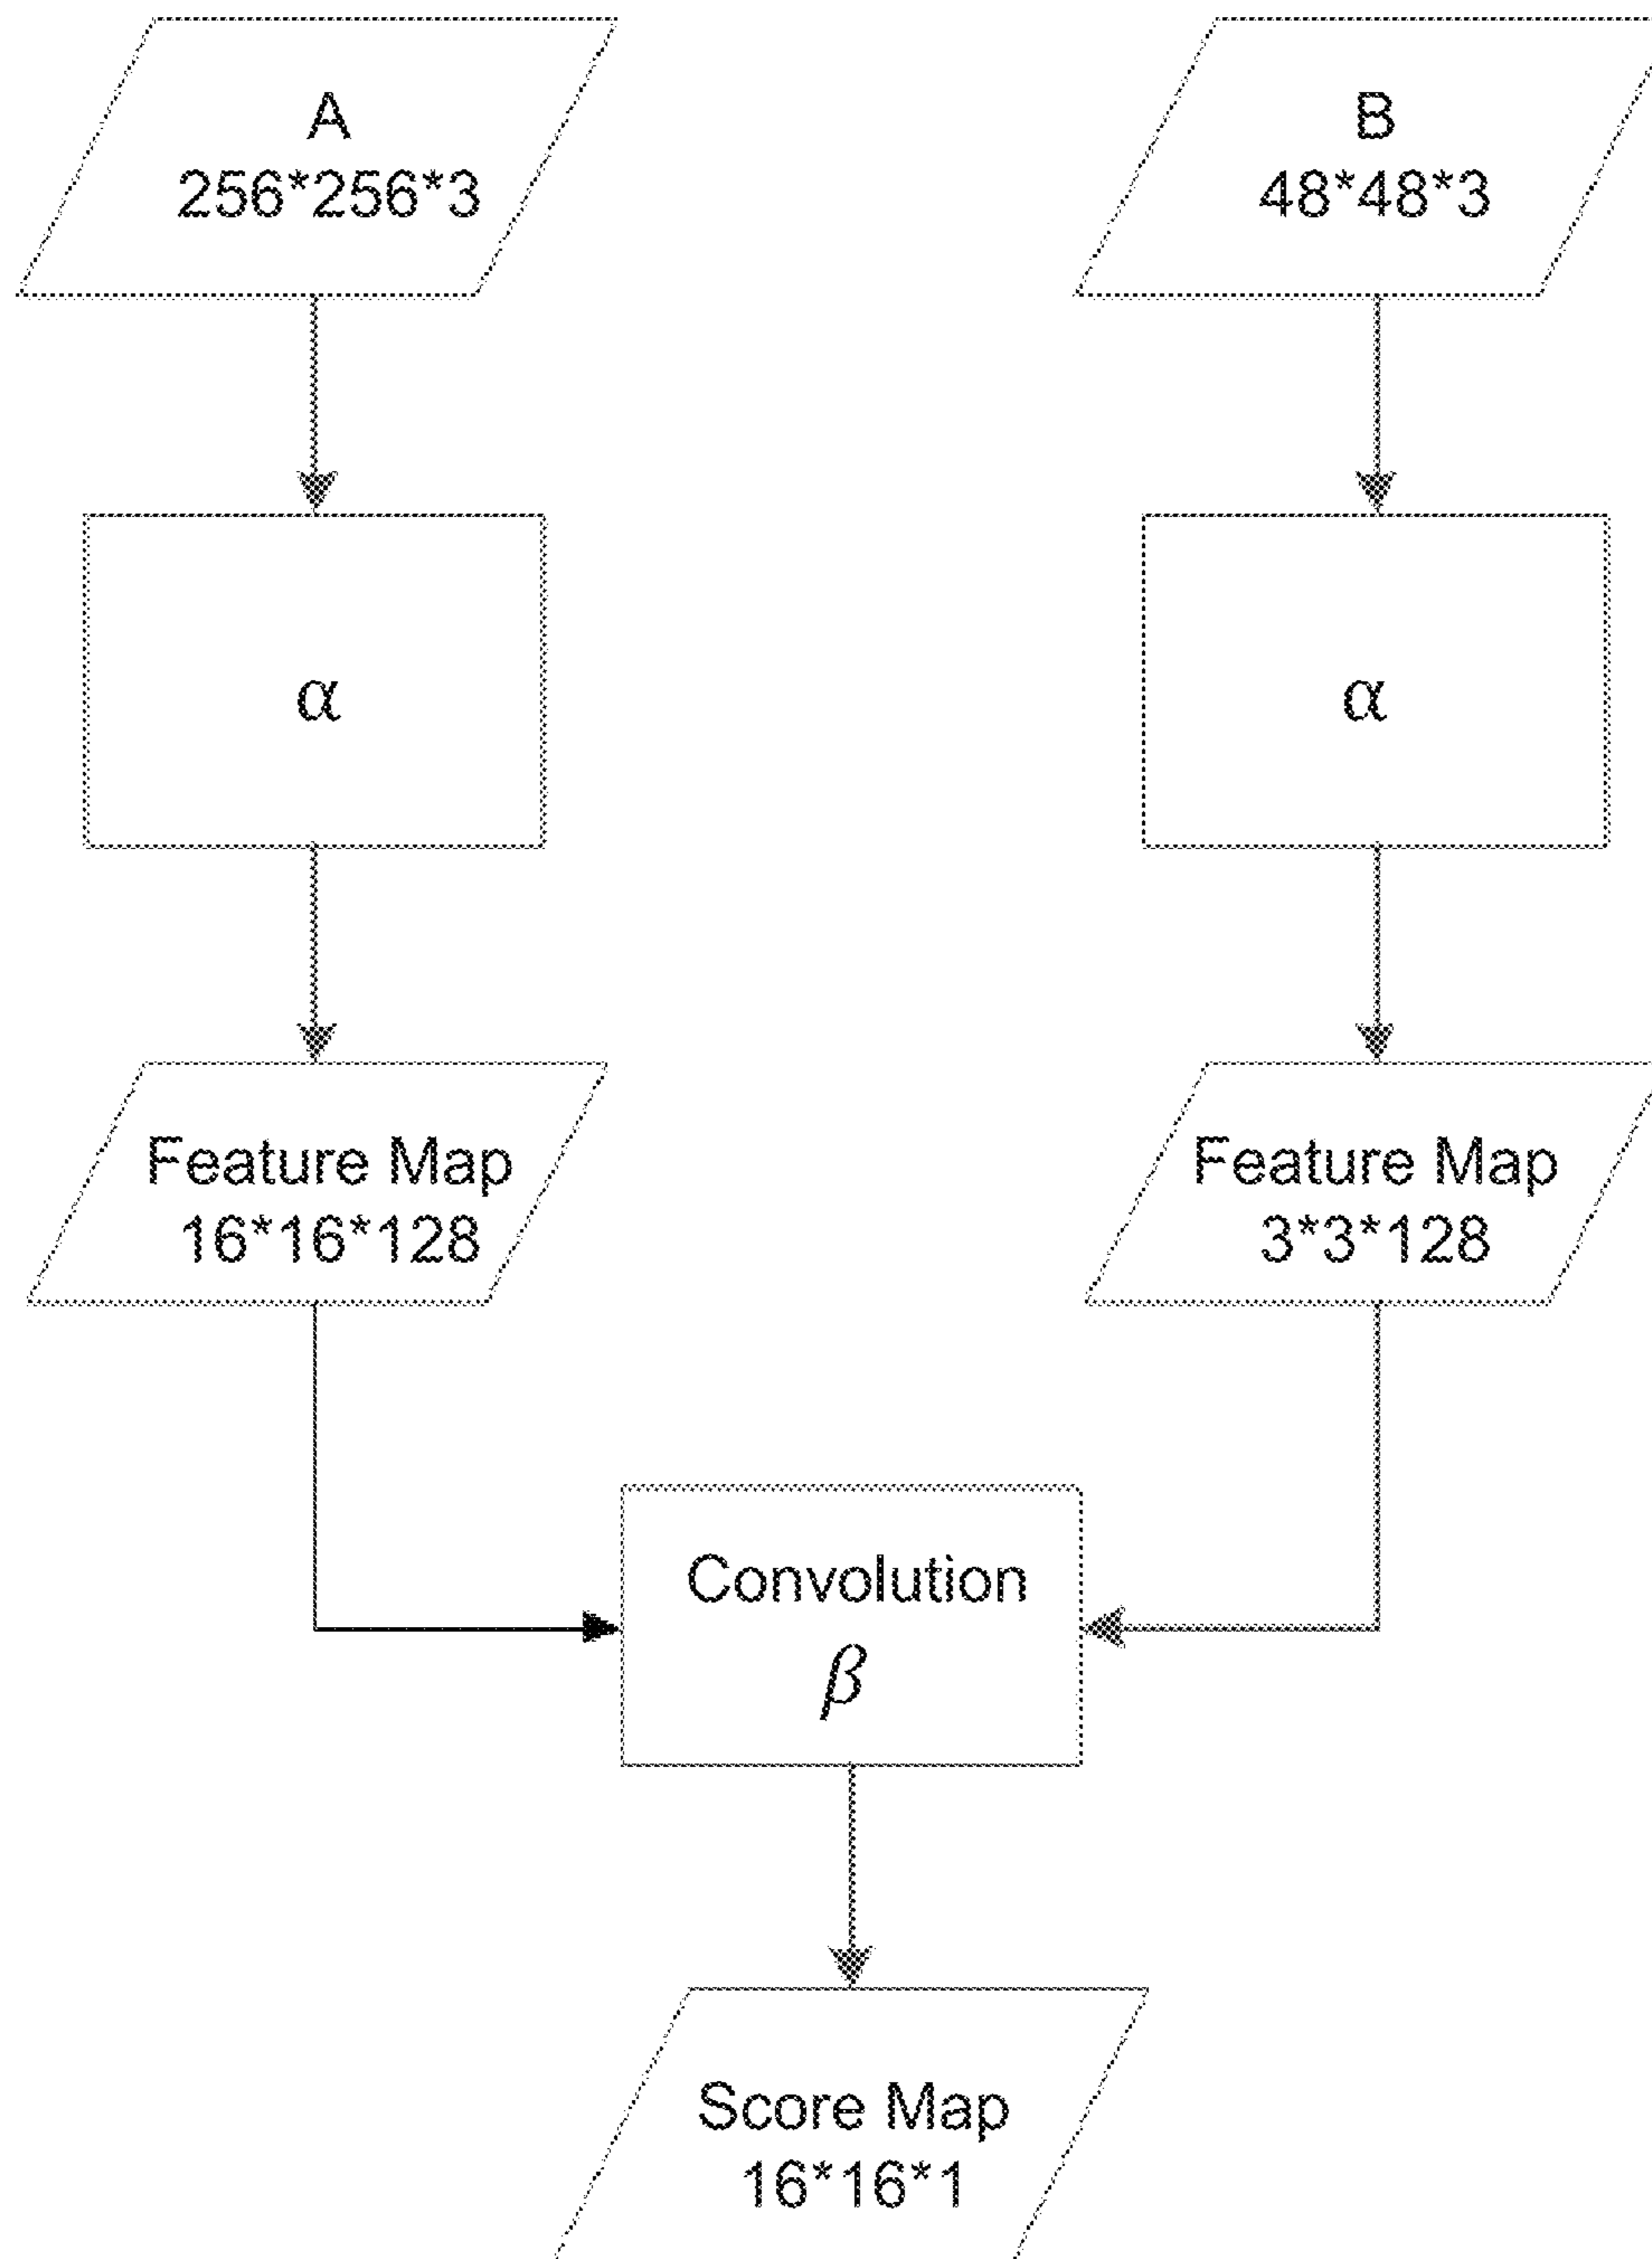 A
256*256*3
B
48*48*3
α
α
Feature Map
16*16*128
Feature Map
3*3*128
Convolution
β
Score Map
16*16*1